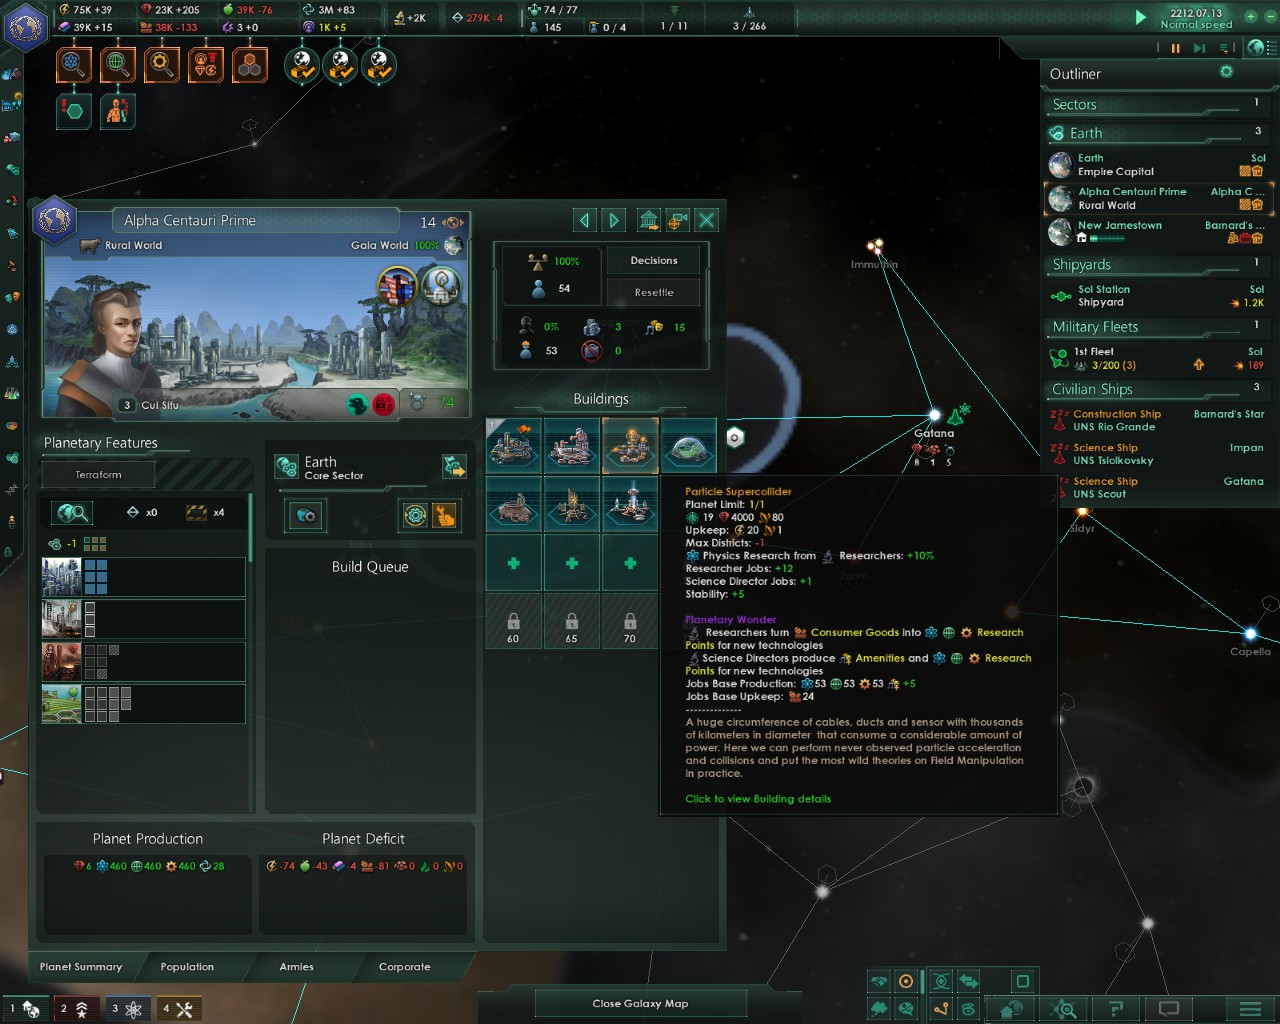 75K +39
23K +205
39K -76
3M +83
+2K
279K -4
74 / 77
39K +15
38K -133
3 +0
1K +5
145
0 / 4
1 / 11
3 / 266
2212.07.13
Normal speed
Outliner
Sectors
1
Earth
3
Earth
Sol
Empire Capital
Alpha Centauri Prime
Alpha C ...
Rural World
New Jamestown
Barnard's ...
Shipyards
1
Sol Station
Sol
Shipyard
1.2K
Military Fleets
1
1st Fleet
Sol
3/200 (3)
189
Civilian Ships
3
Construction Ship
Barnard's Star
UNS Rio Grande
Science Ship
Impan
UNS Tsiolkovsky
Science Ship
Gatana
UNS Scout
Alpha Centauri Prime
14
Rural World
Gaia World 100%
3
Cui Situ
74
100%
54
Decisions
Resettle
0%
3
15
53
0
Buildings
60
65
70
Planetary Features
Terraform
x0
x4
-1
Earth
Core Sector
Build Queue
Planet Production
6 460 460 460 28
Planet Deficit
-74 -43 -4 -81 0 0 0
Planet Summary
Population
Armies
Corporate
Particle Supercollider
Planet Limit: 1/1
19 4000 80
Upkeep: 20 1
Max Districts: -1
Physics Research from Researchers: +10%
Researcher Jobs: +12
Science Director Jobs: +1
Stability: +5
Planetary Wonder
Researchers turn Consumer Goods into Research
Points for new technologies
Science Directors produce Amenities and Research
Points for new technologies
Jobs Base Production: 53 53 53 +5
Jobs Base Upkeep: 24
--------------
A huge circumference of cables, ducts and sensor with thousands
of kilometers in diameter that consume a considerable amount of
power. Here we can perform never observed particle acceleration
and collisions and put the most wild theories on Field Manipulation
in practice.
Click to view Building details
Immuthin
Gatana
8 1 5
Sidyr
Capella
1
2
3
4
Close Galaxy Map